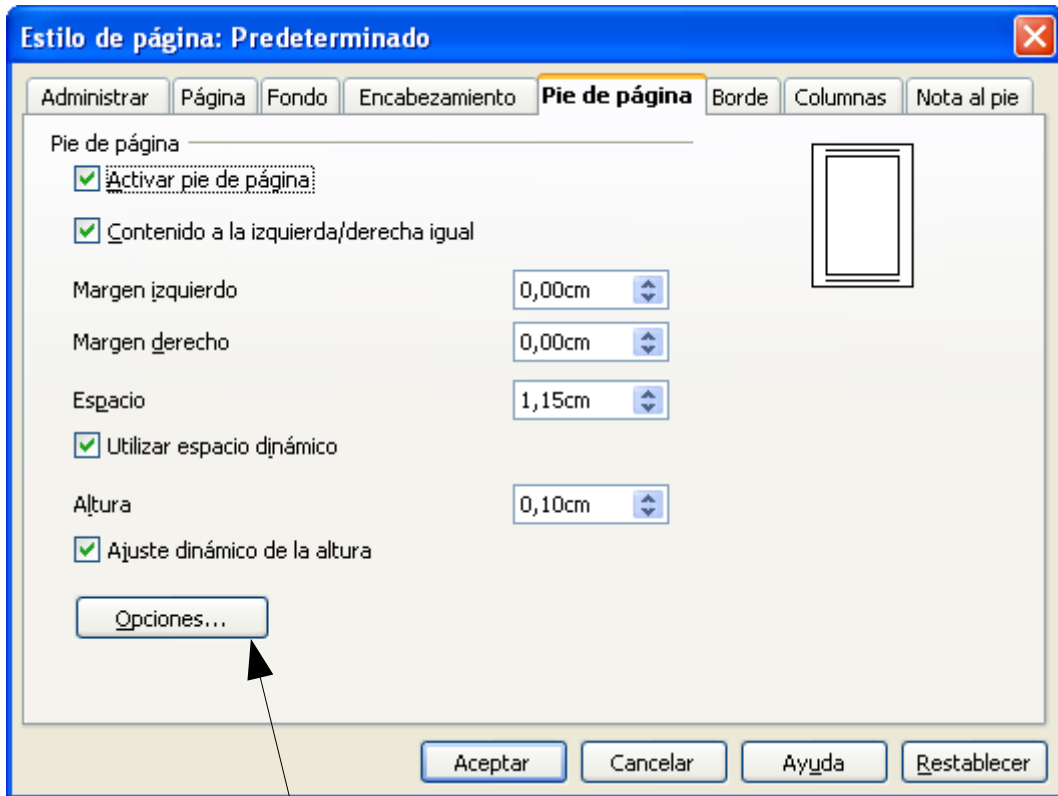 Estilo de página: Predeterminado
Administrar Página Fondo Encabezamiento Pie de página Borde Columnas Nota al pie
Pie de página
Activar pie de página
Contenido a la izquierda/derecha igual
Margen izquierdo 0,00cm
Margen derecho 0,00cm
Espacio 1,15cm
Utilizar espacio dinámico
Altura 0,10cm
Ajuste dinámico de la altura
Opciones...
Aceptar Cancelar Ayuda Restablecer